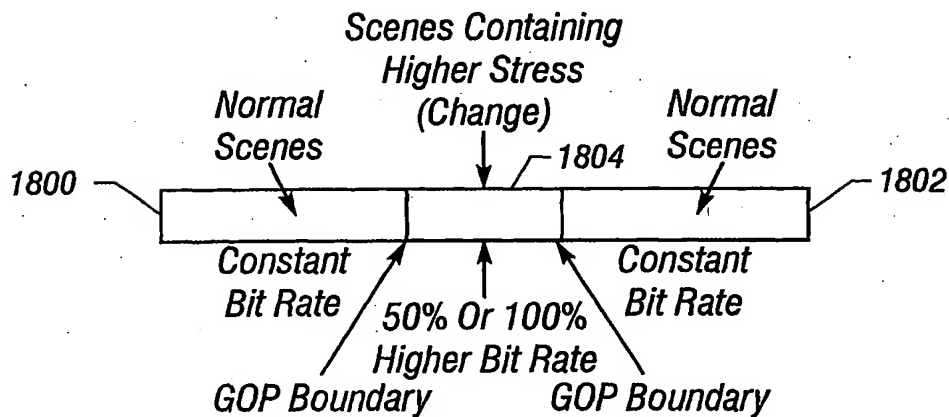 Scenes Containing
Higher Stress
(Change)
Normal
Scenes
Normal
Scenes
1800
1804
1802
Constant
Bit Rate
50% Or 100%
Higher Bit Rate
Constant
Bit Rate
GOP Boundary
GOP Boundary